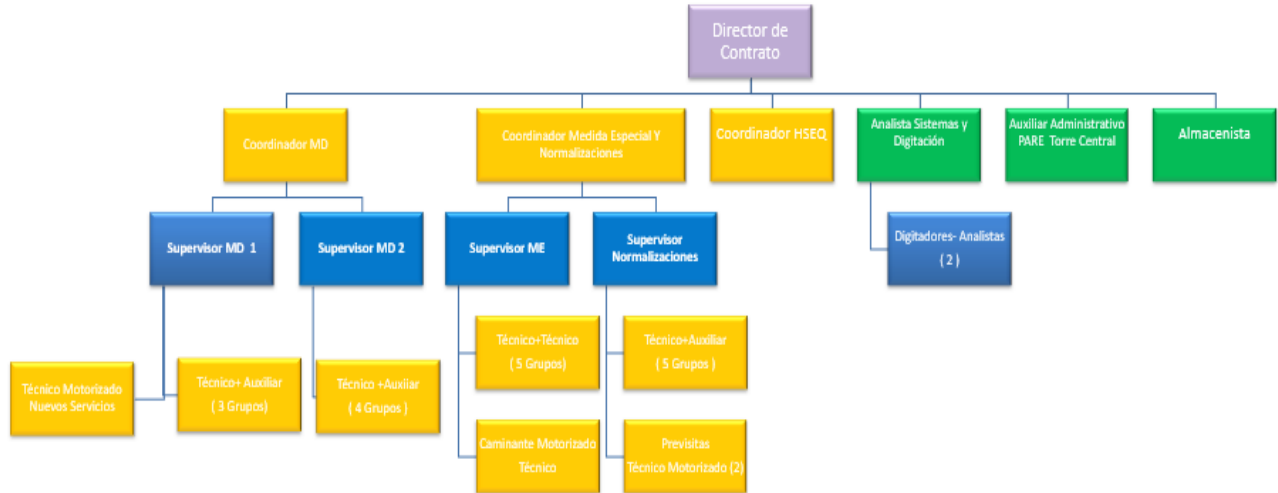 Director de
Contrato
Coordinador MD
Coordinador Medida Especial Y
Normalizaciones
Coordinador HSEQ
Analista Sistemas y
Digitación
Auxiliar Administrativo
PARE Torre Central
Almacenista
Supervisor MD 1
Supervisor MD 2
Supervisor ME
Supervisor
Normalizaciones
Digitadores- Analistas
( 2 )
Técnico Motorizado
Nuevos Servicios
Técnico+ Auxiliar
( 3 Grupos)
Técnico +Auxliar
( 4 Grupos )
Técnico+Técnico
( 5 Grupos)
Técnico+Auxiliar
( 5 Grupos )
Caminante Motorizado
Técnico
Previsitas
Técnico Motorizado (2)